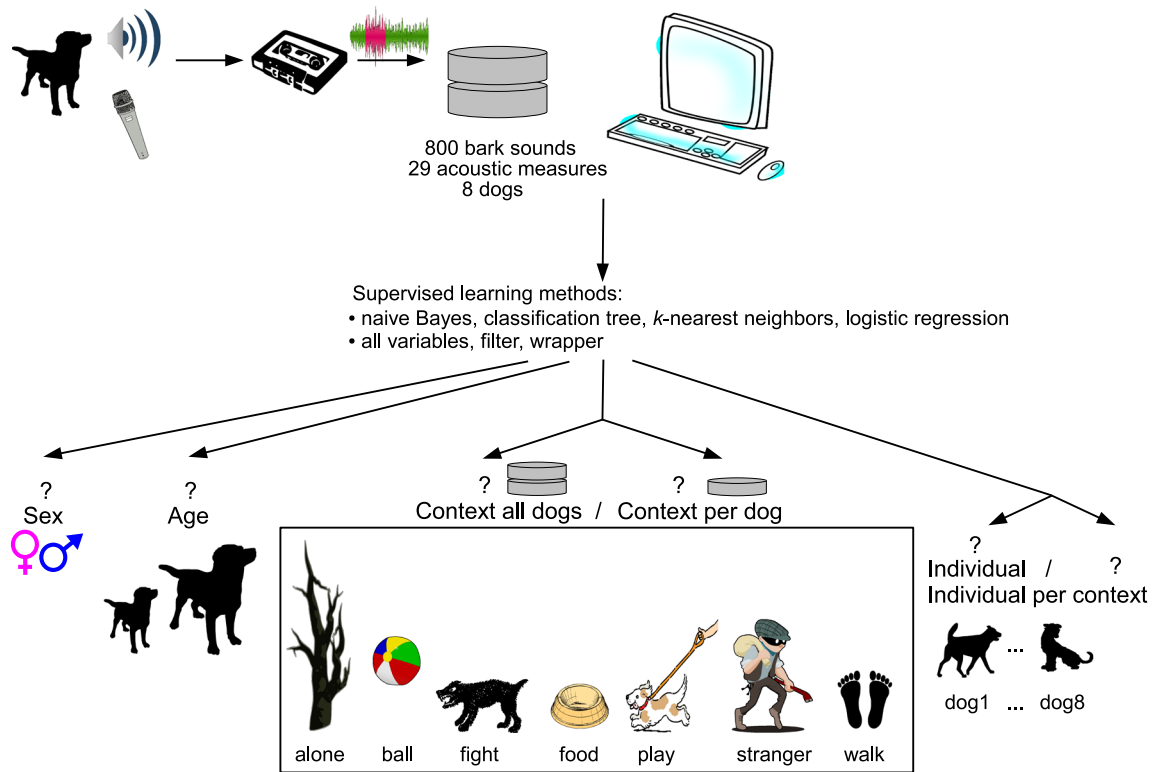 800 bark sounds
29 acoustic measures
8 dogs
Supervised learning methods:
• naive Bayes, classification tree, k-nearest neighbors, logistic regression
• all variables, filter, wrapper
?
Sex
?
Age
? ?
Context all dogs / Context per dog
alone ball fight food play stranger walk
?
Individual / ?
Individual per context
...
dog1 ... dog8